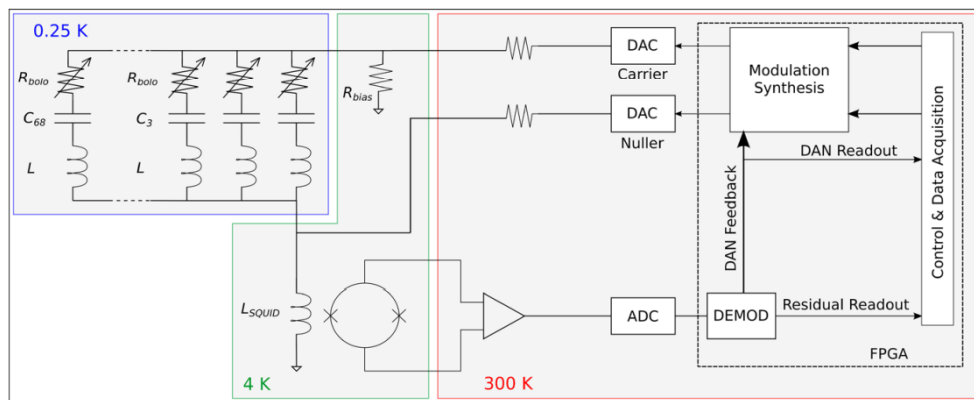 0.25 K
R_bolo
R_bolo
R_bias
C_68
C_3
L
L
L_SQUID
4 K
300 K
DAC
Carrier
DAC
Nuller
Modulation
Synthesis
DAN Readout
DAN Feedback
Control & Data Acquisition
ADC
DEMOD
Residual Readout
FPGA